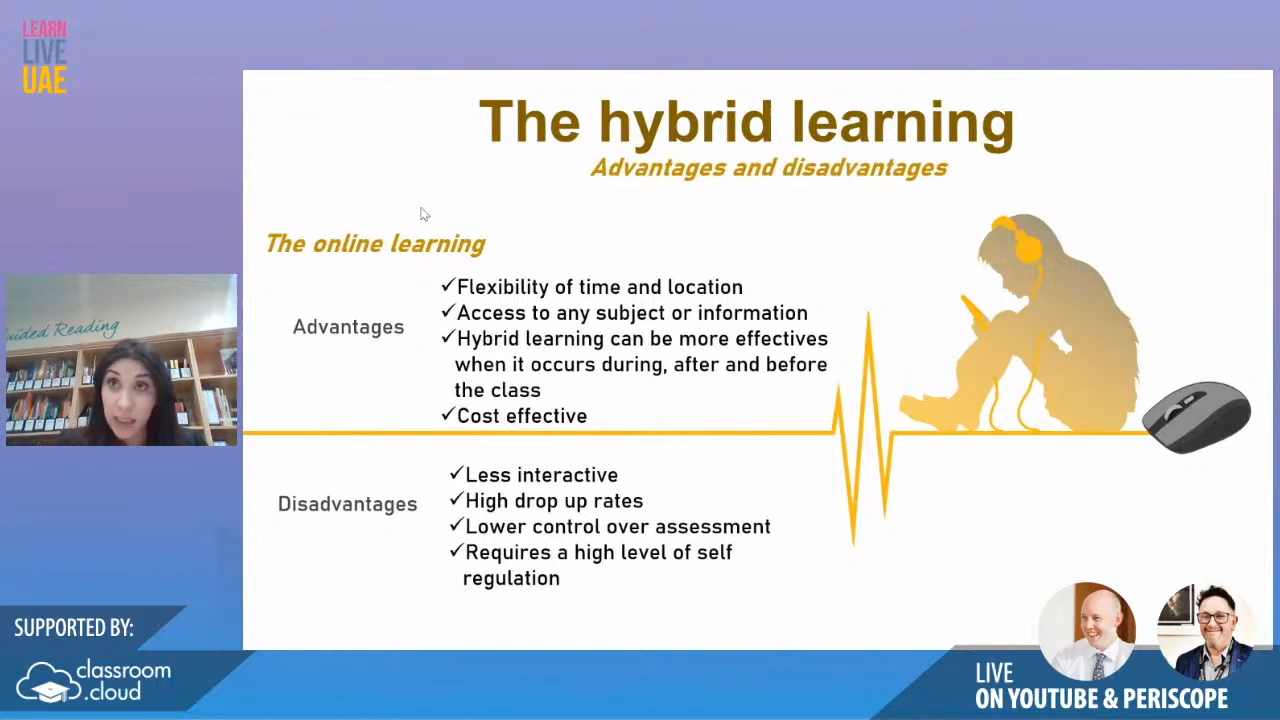 LEARN
LIVE
UAE
The hybrid learning
Advantages and disadvantages
The online learning
Advantages
✓Flexibility of time and location
✓Access to any subject or information
✓Hybrid learning can be more effectives
when it occurs during, after and before
the class
✓Cost effective
Guided Reading
Disadvantages
✓Less interactive
✓High drop up rates
✓Lower control over assessment
✓Requires a high level of self
regulation
SUPPORTED BY:
classroom
.cloud
LIVE
ON YOUTUBE & PERISCOPE